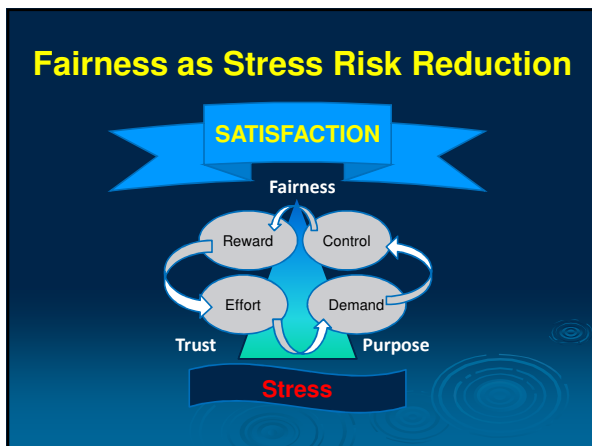 Fairness as Stress Risk Reduction
SATISFACTION
Fairness
Reward Control
Effort Demand
Trust Purpose
Stress